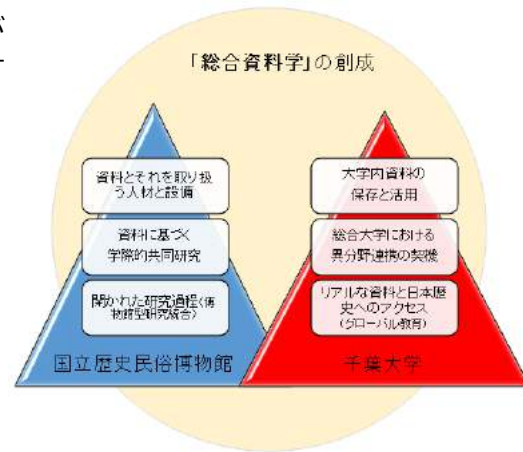 「総合資料学」の創成
資料とそれを取り扱
う人材と設備
資料に基づく
学際的共同研究
開かれた研究過程(博
物館型研究統合)
国立歴史民俗博物館
大学内資料の
保存と活用
総合大学における
異分野連携の契機
リアルな資料と日本歴
史へのアクセス
(グローバル教育)
千葉大学